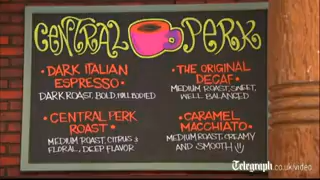 CENTRAL PERK
• DARK ITALIAN ESPRESSO •
DARK ROAST, BOLD, FULL BODIED
• THE ORIGINAL DECAF •
MEDIUM ROAST, SWEET, WELL BALANCED
• CENTRAL PERK ROAST •
MEDIUM ROAST, CITRUS & FLORAL, DEEP FLAVOR
• CARAMEL MACCHIATO •
MEDIUM ROAST, CREAMY AND SMOOTH
Telegraph.co.uk/video